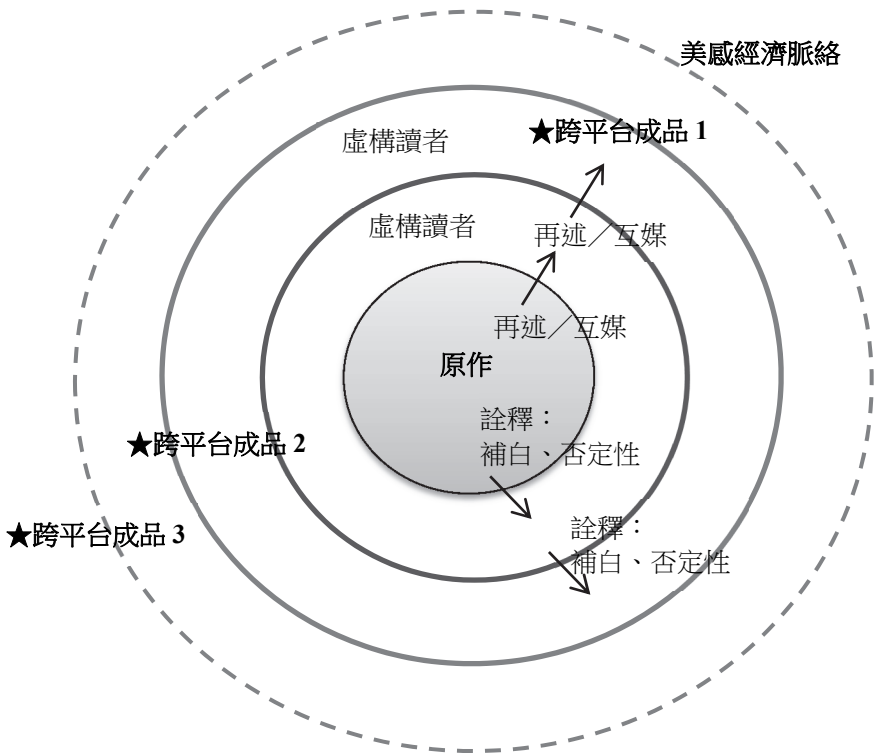 美感經濟脈絡
★跨平台成品 1
虛構讀者
虛構讀者
再述／互媒
再述／互媒
原作
詮釋：
補白、否定性
★跨平台成品 2
★跨平台成品 3
詮釋：
補白、否定性